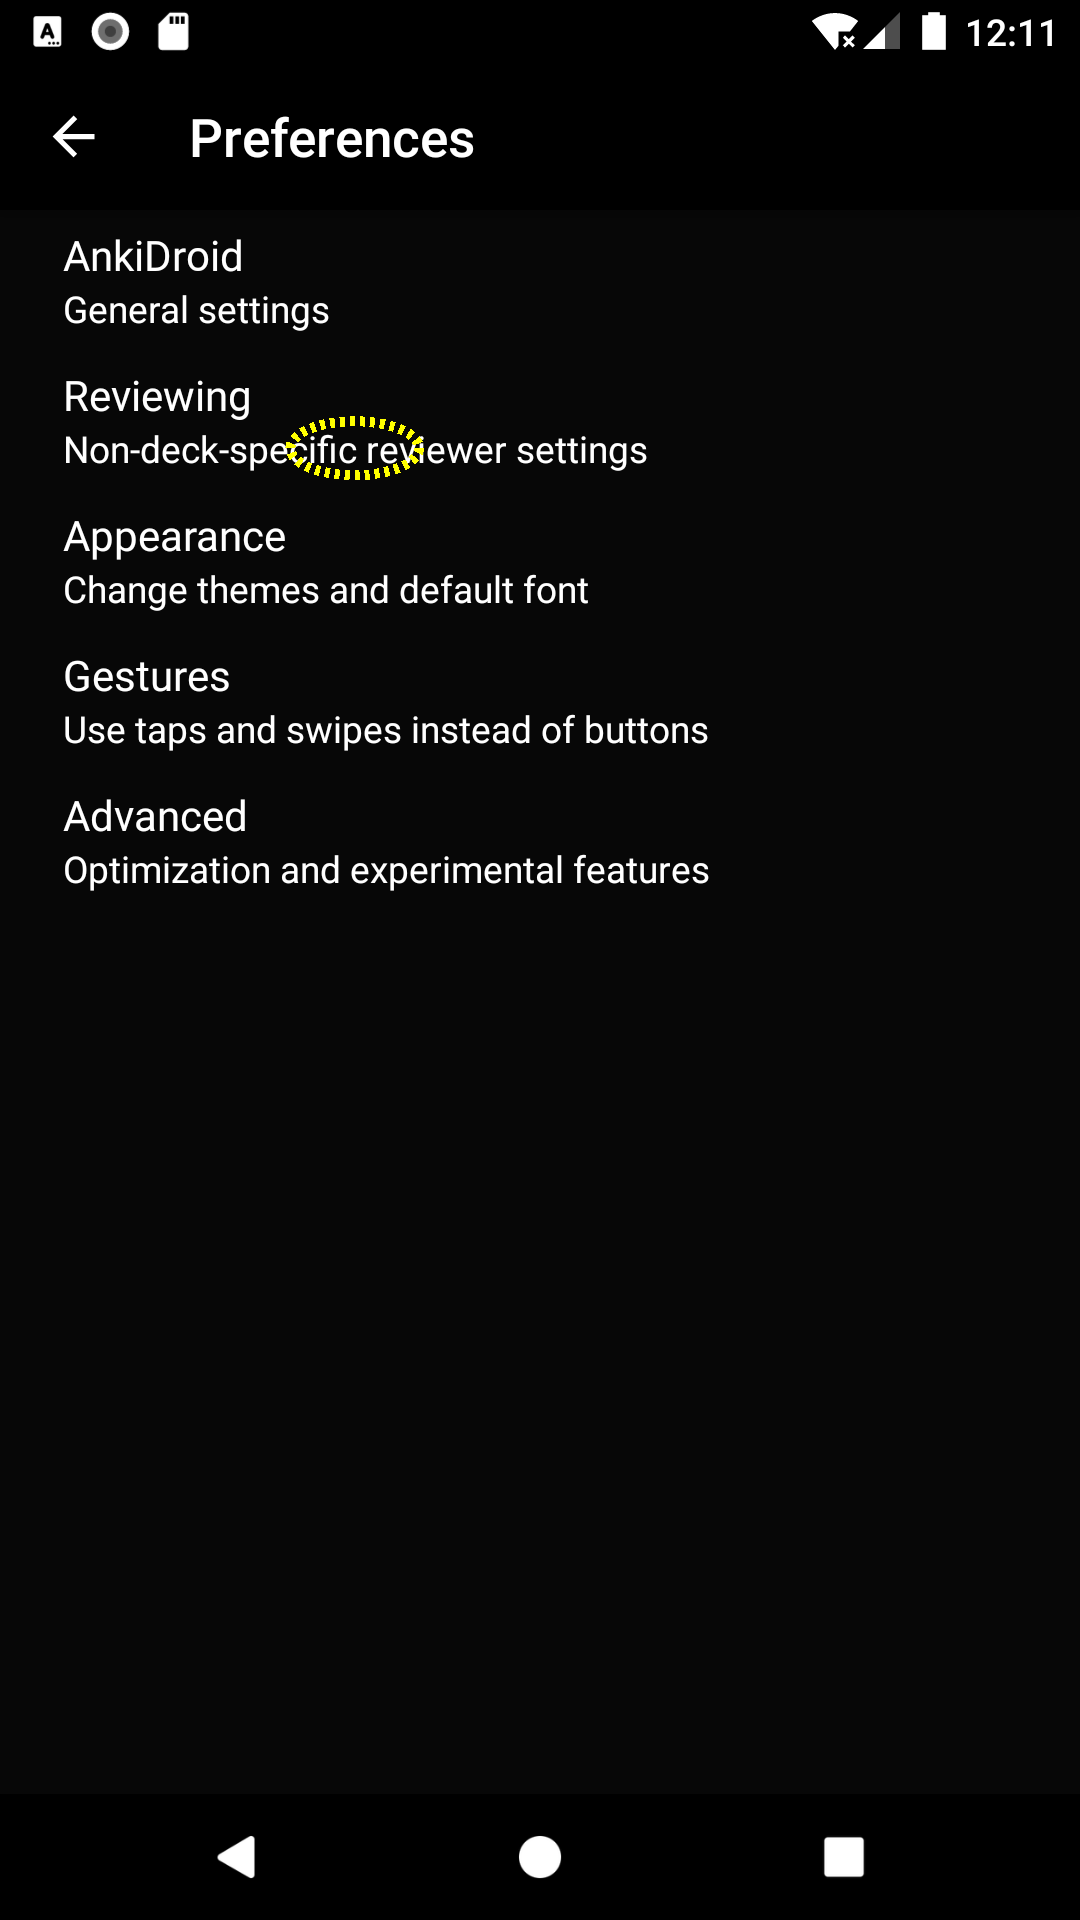 12:11
Preferences
AnkiDroid
General settings
Reviewing
Non-deck-specific reviewer settings
Appearance
Change themes and default font
Gestures
Use taps and swipes instead of buttons
Advanced
Optimization and experimental features